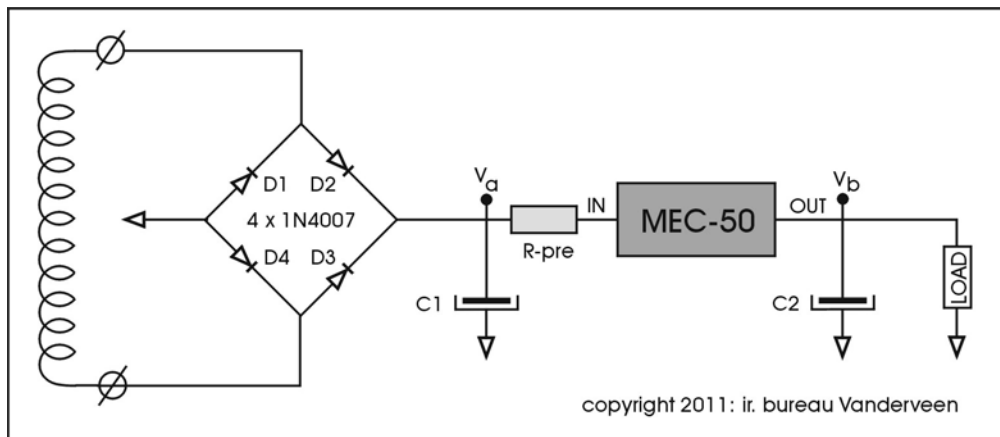 D1
D2
4 x 1N4007
D4
D3
Va
R-pre
IN
MEC-50
OUT
Vb
C1
C2
LOAD
copyright 2011: ir. bureau Vanderveen